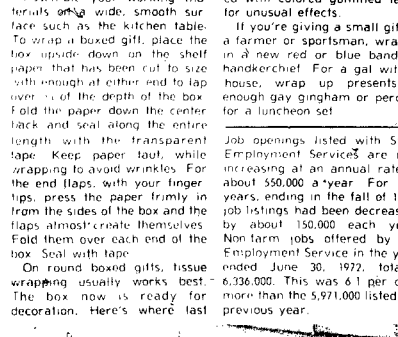 terials on a wide, smooth sur
face such as the kitchen table.
To wrap a boxed gift, place the
box upside down on the shelf
paper that has been cut to size
with enough at either end to lap
over of the depth of the box
Fold the paper down the center
back and seal along the entire
length with the transparent
tape Keep paper taut, while
wrapping to avoid wrinkles For
the end flaps, with your finger
tips, press the paper firmly in
from the sides of the box and the
flaps almost create themselves
Fold them over each end of the
box Seal with tape
On round boxed gifts, tissue
wrapping usually works best.
The box now is ready for
decoration. Here's where last
for unusual effects.
If you're giving a small gif
a farmer or sportsman, wra
in a new red or blue band
handkerchief For a gal wit
house, wrap up presents
enough gay gingham or perc
for a luncheon set
Job openings listed with S
Employment Services are
increasing at an annual rate
about 550,000 a year For
years, ending in the fall of 1
job listings had been decreas
by about 150,000 each y
Non farm jobs offered by
Employment Service in the y
ended June 30, 1972, tota
6,336,000. This was 6 1 per c
more than the 5,971,000 listed
previous year.